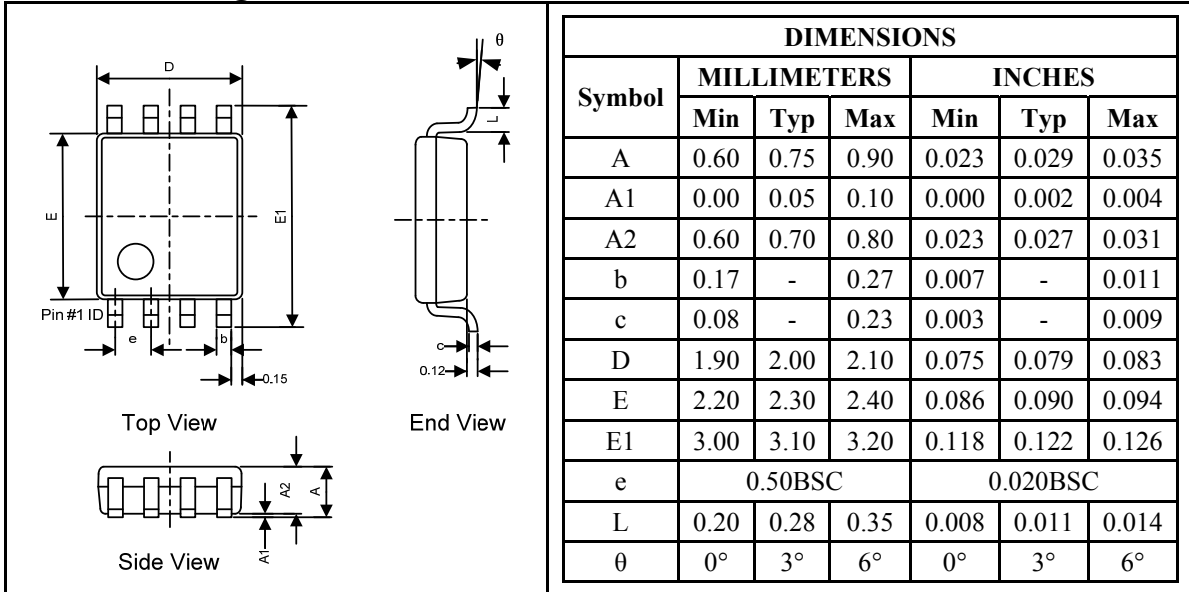 θ
D
L
E
E1
Pin #1 ID
e
b
0.15
c
0.12
Top View
End View
A2
A
A1
Side View
DIMENSIONS
Symbol MILLIMETERS INCHES
Min Typ Max Min Typ Max
A 0.60 0.75 0.90 0.023 0.029 0.035
A1 0.00 0.05 0.10 0.000 0.002 0.004
A2 0.60 0.70 0.80 0.023 0.027 0.031
b 0.17 - 0.27 0.007 - 0.011
c 0.08 - 0.23 0.003 - 0.009
D 1.90 2.00 2.10 0.075 0.079 0.083
E 2.20 2.30 2.40 0.086 0.090 0.094
E1 3.00 3.10 3.20 0.118 0.122 0.126
e 0.50BSC 0.020BSC
L 0.20 0.28 0.35 0.008 0.011 0.014
θ 0° 3° 6° 0° 3° 6°